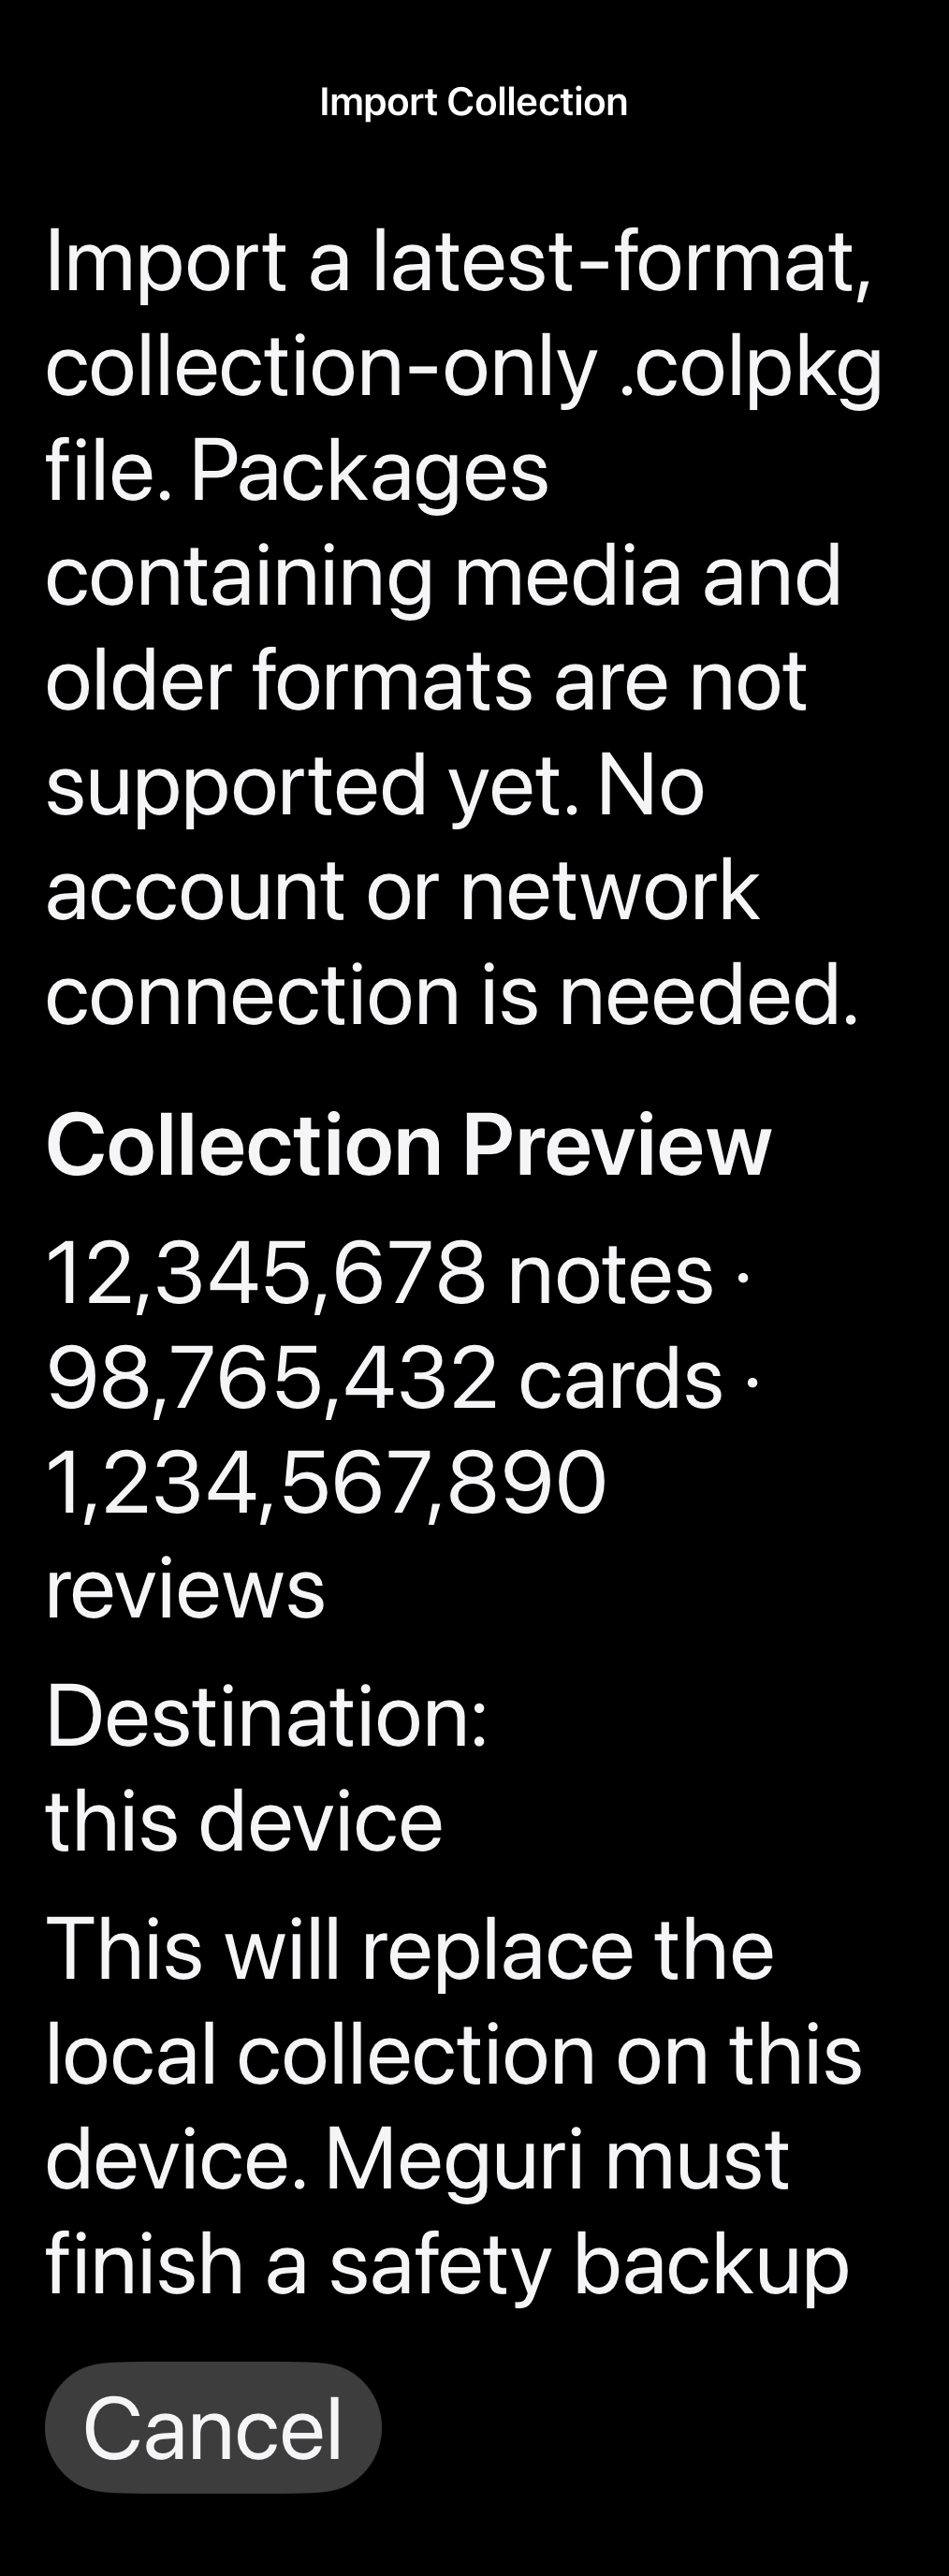 Import Collection
Import a latest-format,
collection-only .colpkg
file. Packages
containing media and
older formats are not
supported yet. No
account or network
connection is needed.
Collection Preview
12,345,678 notes ·
98,765,432 cards ·
1,234,567,890
reviews
Destination:
this device
This will replace the
local collection on this
device. Meguri must
finish a safety backup
Cancel